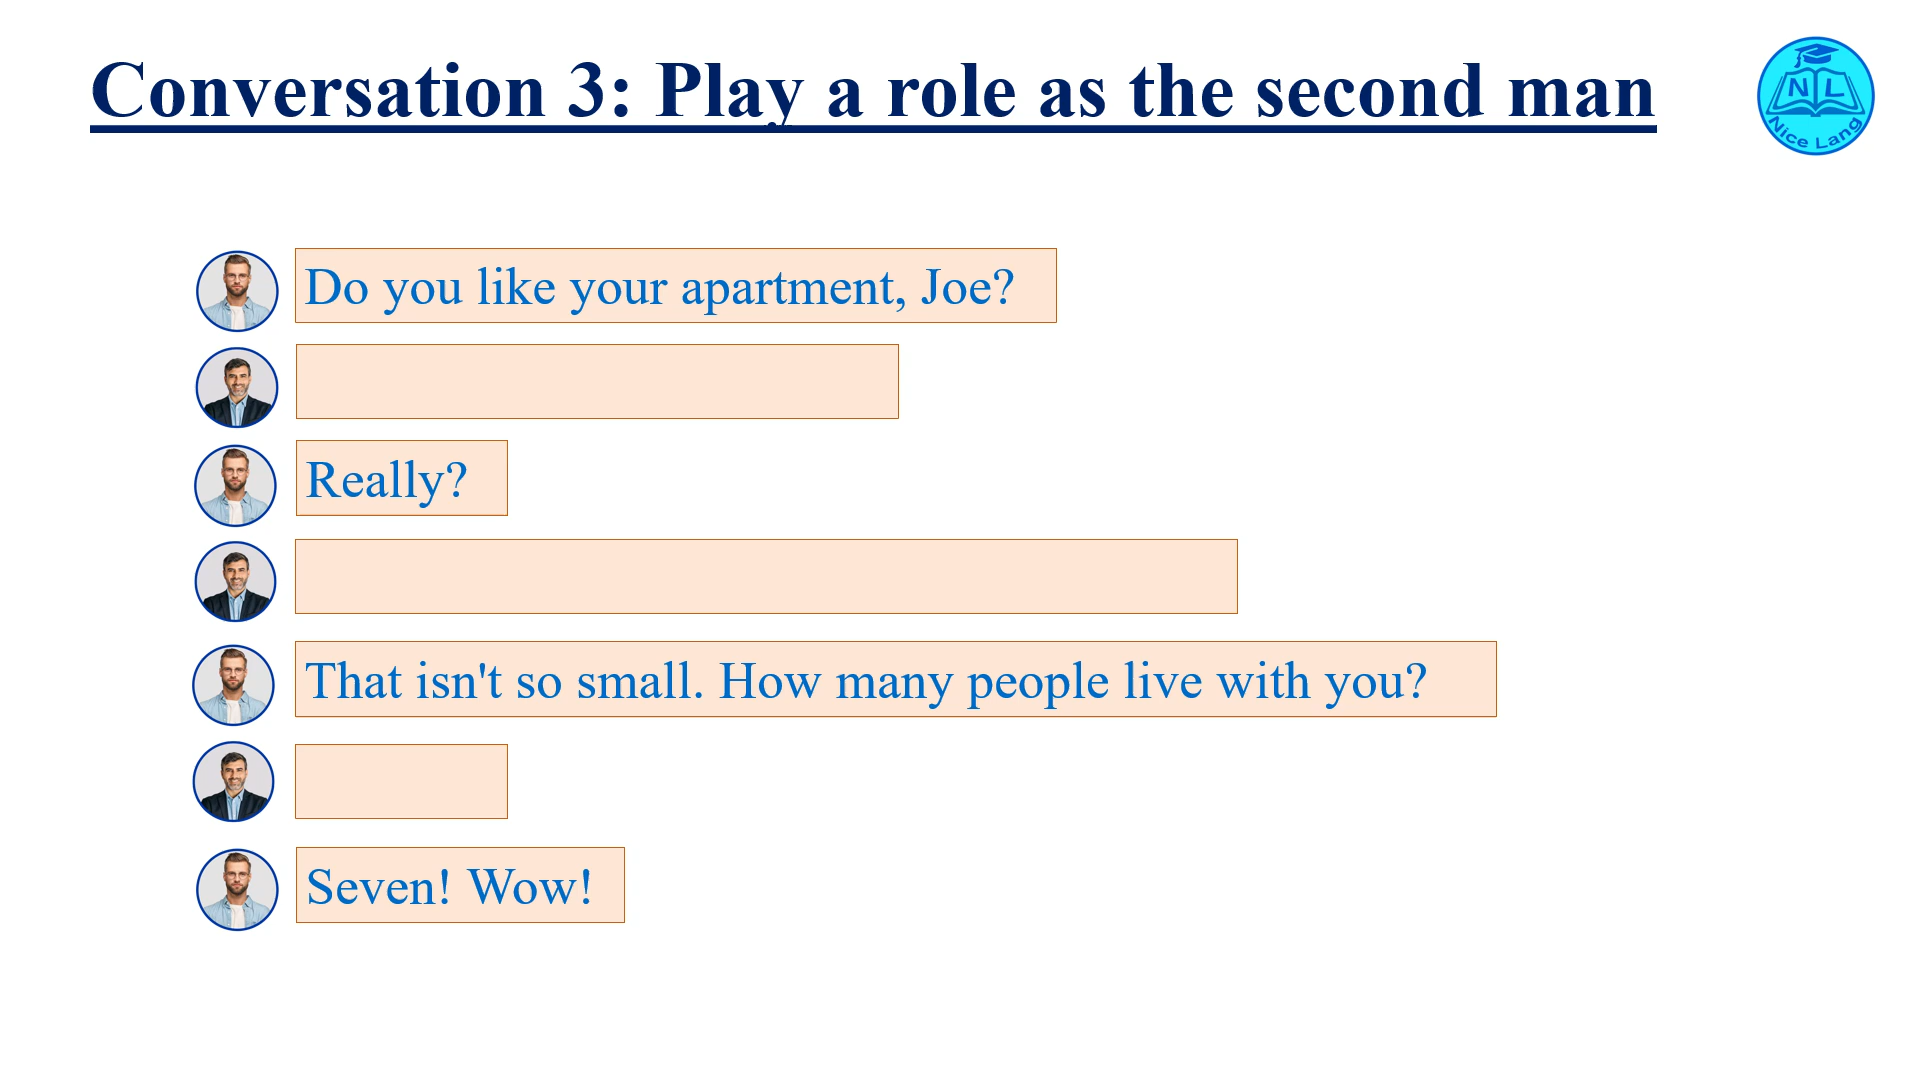 Conversation 3: Play a role as the second man
N L
Nice Lang
Do you like your apartment, Joe?
Really?
That isn't so small. How many people live with you?
Seven! Wow!